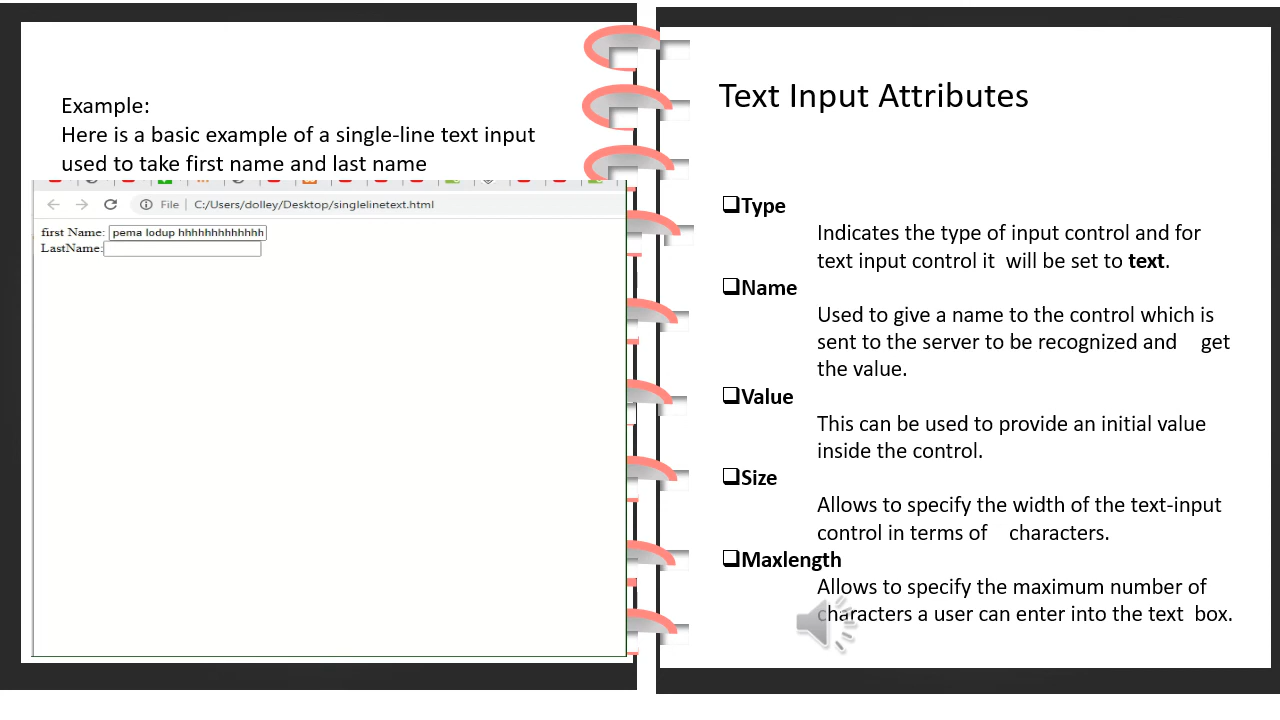 Example:
Here is a basic example of a single-line text input
used to take first name and last name
File | C:/Users/dolley/Desktop/singlelinetext.html
first Name: pema lodup hhhhhhhhhhhhh
LastName:
Text Input Attributes
❑Type
Indicates the type of input control and for
text input control it will be set to text.
❑Name
Used to give a name to the control which is
sent to the server to be recognized and get
the value.
❑Value
This can be used to provide an initial value
inside the control.
❑Size
Allows to specify the width of the text-input
control in terms of characters.
❑Maxlength
Allows to specify the maximum number of
characters a user can enter into the text box.